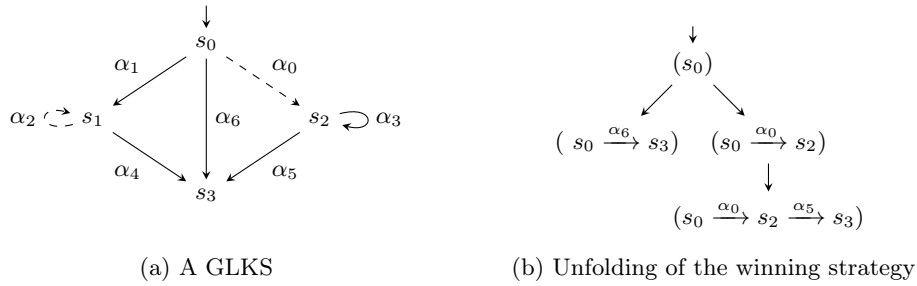 s₀
α₁ α₀
α₂ s₁ α₆ s₂ α₃
α₄ α₅
s₃
(a) A GLKS
(s₀)
( s₀ —α₆→ s₃) (s₀ —α₀→ s₂)
(s₀ —α₀→ s₂ —α₅→ s₃)
(b) Unfolding of the winning strategy